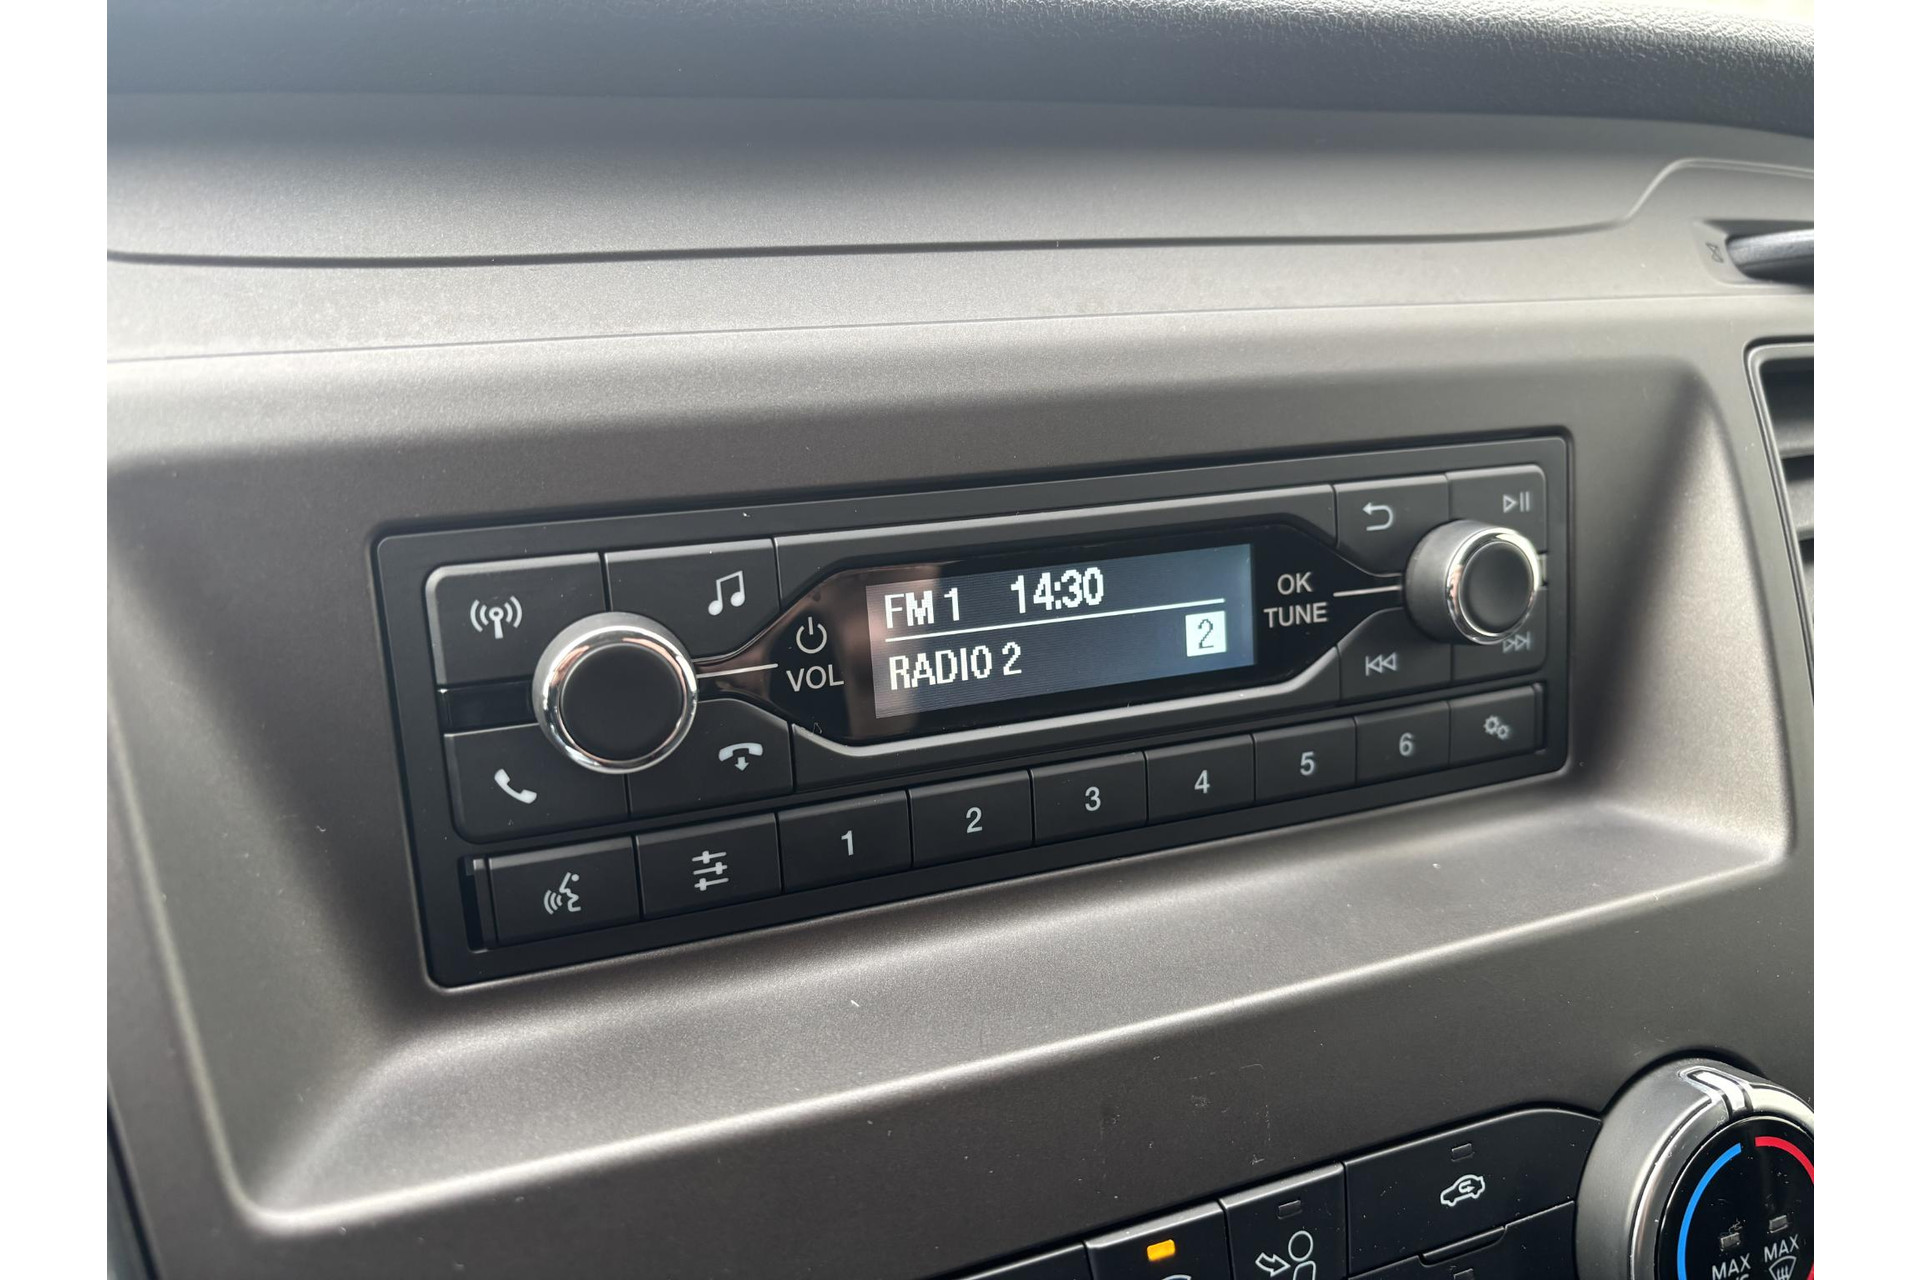 FM 1 14:30
RADIO 2 2
VOL
OK
TUNE
1 2 3 4 5 6
MAX MAX